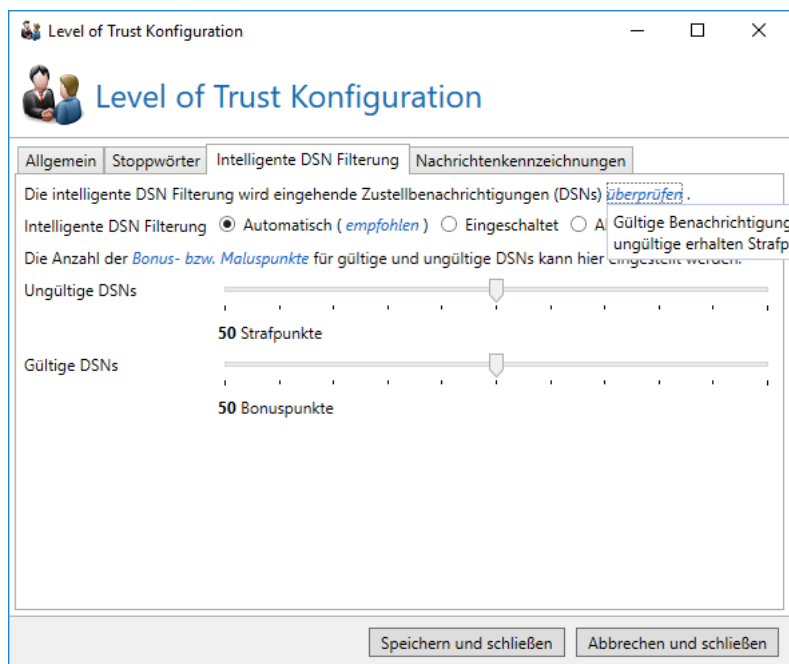 Level of Trust Konfiguration
Level of Trust Konfiguration
Allgemein Stoppwörter Intelligente DSN Filterung Nachrichtenkennzeichnungen
Die intelligente DSN Filterung wird eingehende Zustellbenachrichtigungen (DSNs) überprüfen .
Intelligente DSN Filterung Automatisch ( empfohlen ) Eingeschaltet
Gültige Benachrichtigung
ungültige erhalten Strafp
Die Anzahl der Bonus- bzw. Maluspunkte für gültige und ungültige DSNs kann hier eingestellt werden.
Ungültige DSNs
50 Strafpunkte
Gültige DSNs
50 Bonuspunkte
Speichern und schließen Abbrechen und schließen